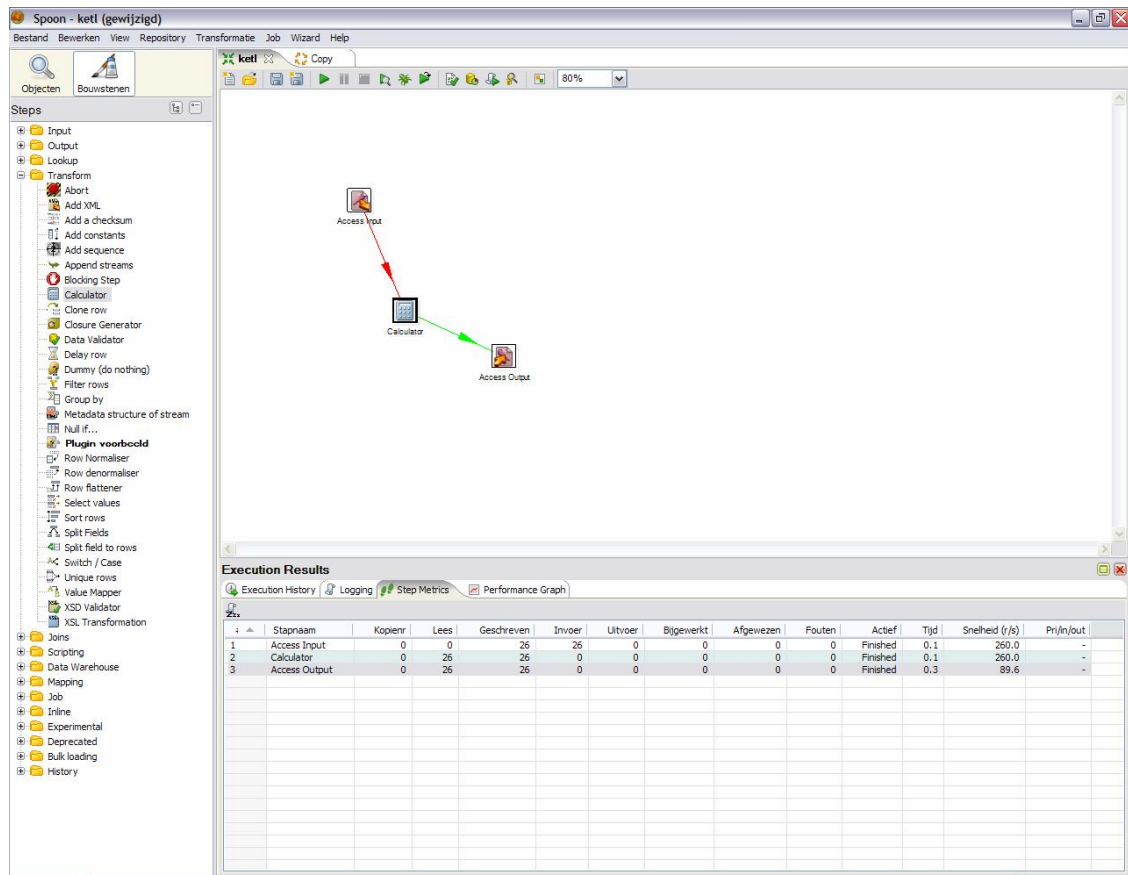 Spoon - ketl (gewijzigd)
Bestand Bewerken View Repository Transformatie Job Wizard Help
Objecten Bouwstenen
Steps
Input
Output
Lookup
Transform
Abort
Add XML
Add a checksum
Add constants
Add sequence
Append streams
Blocking Step
Calculator
Clone row
Closure Generator
Data Validator
Delay row
Dummy (do nothing)
Filter rows
Group by
Metadata structure of stream
Null if...
Plugin voorbeeld
Row Normaliser
Row denormaliser
Row flattener
Select values
Sort rows
Split Fields
Split field to rows
Switch / Case
Unique rows
Value Mapper
XSD Validator
XSL Transformation
Joins
Scripting
Data Warehouse
Mapping
Job
Inline
Experimental
Deprecated
Bulk loading
History
ketl Copy
80%
Access Input
Calculator
Access Output
Execution Results
Execution History Logging Step Metrics Performance Graph
Stapnaam Kopienr Lees Geschreven Invoer Uitvoer Bijgewerkt Afgewezen Fouten Actief Tijd Snelheid (r/s) Pri/in/out
1 Access Input 0 0 26 26 0 0 0 0 Finished 0.1 260.0 -
2 Calculator 0 26 26 0 0 0 0 0 Finished 0.1 260.0 -
3 Access Output 0 26 26 0 0 0 0 0 Finished 0.3 89.6 -